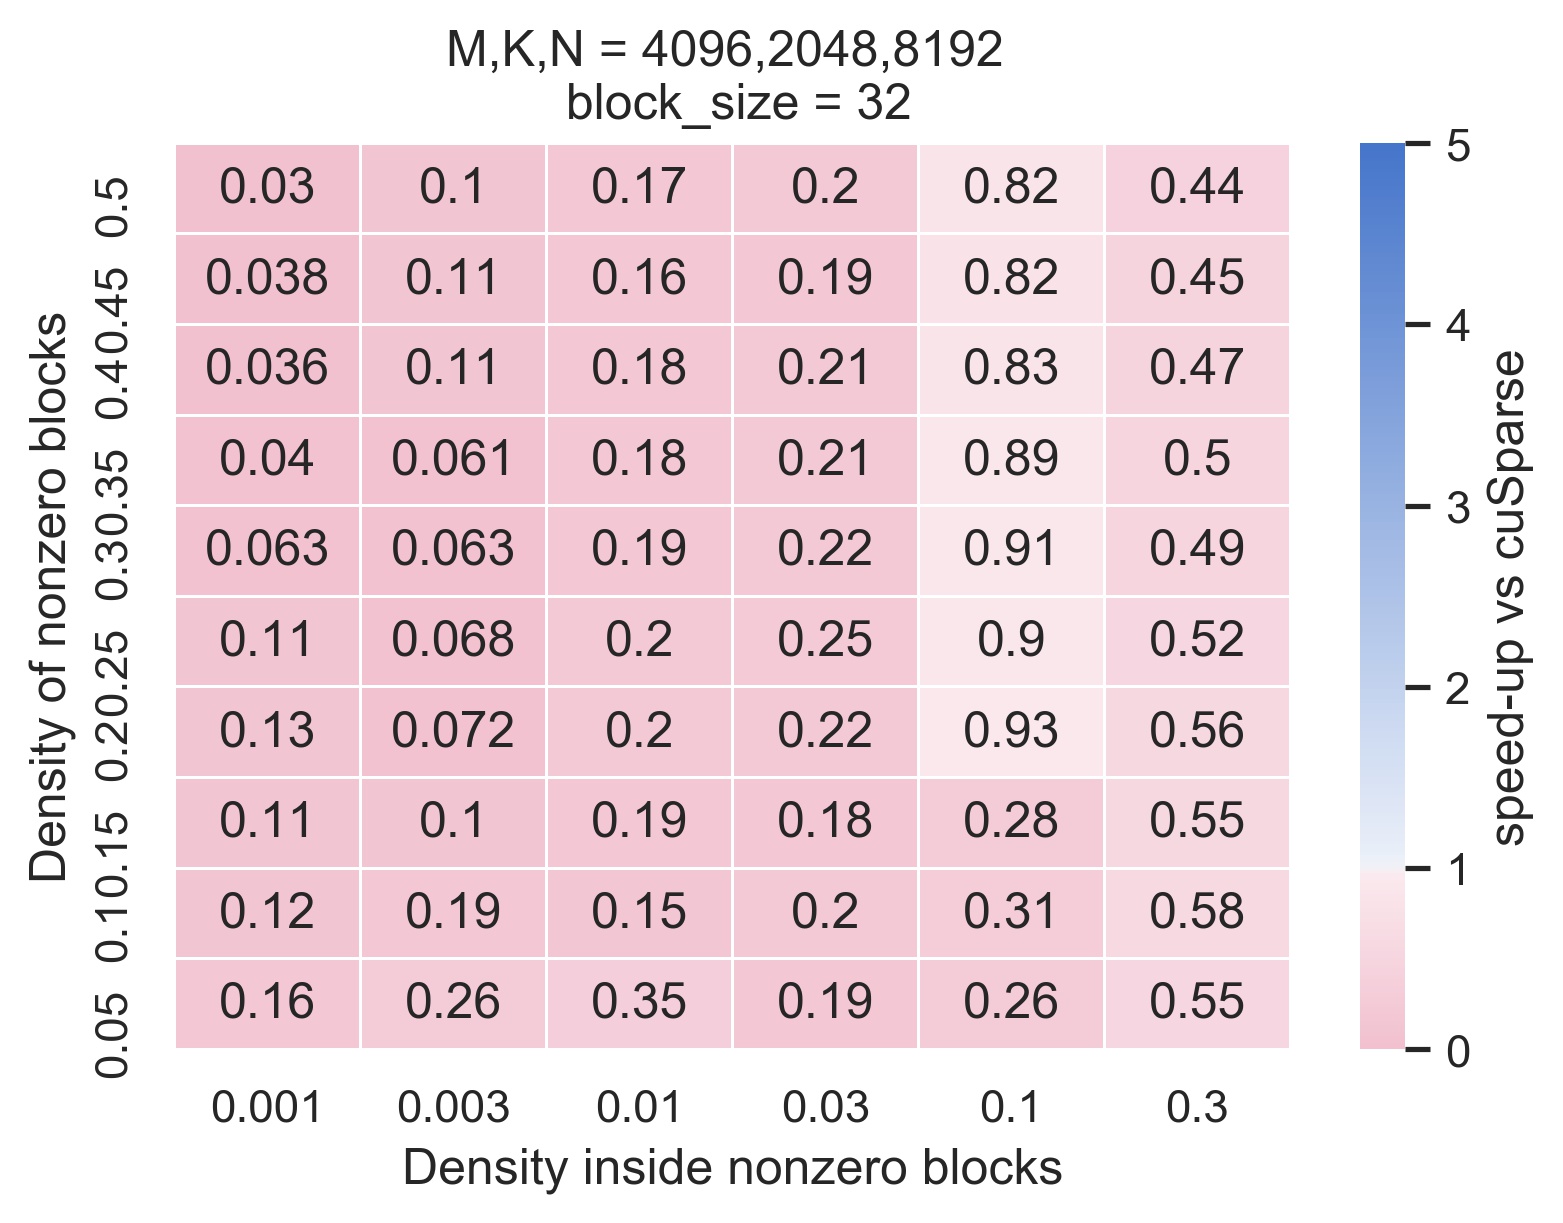 M,K,N = 4096,2048,8192
block_size = 32
Density of nonzero blocks
0.5 0.03 0.1 0.17 0.2 0.82 0.44
0.45 0.038 0.11 0.16 0.19 0.82 0.45
0.4 0.036 0.11 0.18 0.21 0.83 0.47
0.35 0.04 0.061 0.18 0.21 0.89 0.5
0.3 0.063 0.063 0.19 0.22 0.91 0.49
0.25 0.11 0.068 0.2 0.25 0.9 0.52
0.2 0.13 0.072 0.2 0.22 0.93 0.56
0.15 0.11 0.1 0.19 0.18 0.28 0.55
0.1 0.12 0.19 0.15 0.2 0.31 0.58
0.05 0.16 0.26 0.35 0.19 0.26 0.55
0.001 0.003 0.01 0.03 0.1 0.3
Density inside nonzero blocks
5
4
3
2
1
0
speed-up vs cuSparse